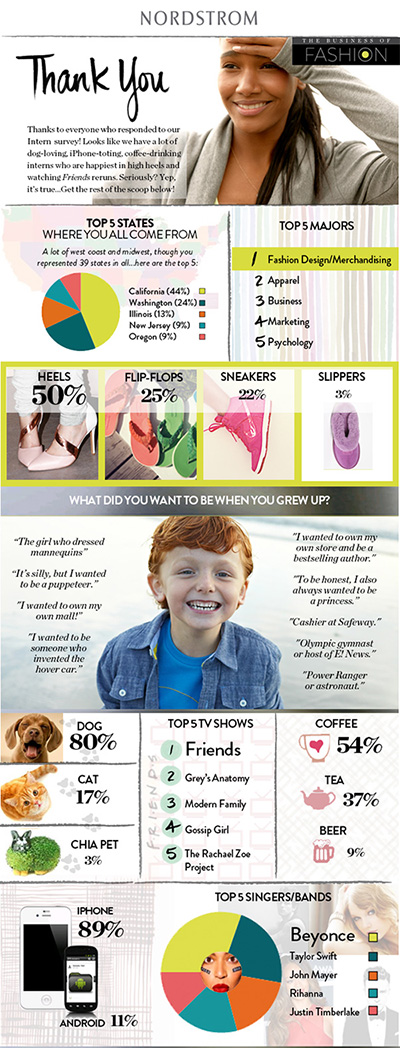 NORDSTROM
THE BUSINESS OF
FASHION
Thank You
Thanks to everyone who responded to our
Intern survey! Looks like we have a lot of
dog-loving, iPhone-toting, coffee-drinking
interns who are happiest in high heels and
watching Friends reruns. Seriously? Yep,
it's true...Get the rest of the scoop below!
TOP 5 STATES
WHERE YOU ALL COME FROM
A lot of west coast and midwest, though you
represented 39 states in all...here are the top 5:
California (44%)
Washington (24%)
Illinois (13%)
New Jersey (9%)
Oregon (9%)
TOP 5 MAJORS
1 Fashion Design/Merchandising
2 Apparel
3 Business
4 Marketing
5 Psychology
HEELS
50%
FLIP-FLOPS
25%
SNEAKERS
22%
SLIPPERS
3%
WHAT DID YOU WANT TO BE WHEN YOU GREW UP?
"The girl who dressed
mannequins"
"It's silly, but I wanted
to be a puppeteer."
"I wanted to own my
own mall!"
"I wanted to be
someone who
invented the
hover car."
"I wanted to own my
own store and be a
bestselling author."
"To be honest, I also
always wanted to be
a princess."
"Cashier at Safeway."
"Olympic gymnast
or host of E! News."
"Power Ranger
or astronaut."
DOG
80%
CAT
17%
CHIA PET
3%
FRIENDS
TOP 5 TV SHOWS
1 Friends
2 Grey's Anatomy
3 Modern Family
4 Gossip Girl
5 The Rachael Zoe
Project
COFFEE
54%
TEA
37%
BEER
9%
IPHONE
89%
ANDROID 11%
TOP 5 SINGERS/BANDS
Beyonce
Taylor Swift
John Mayer
Rihanna
Justin Timberlake